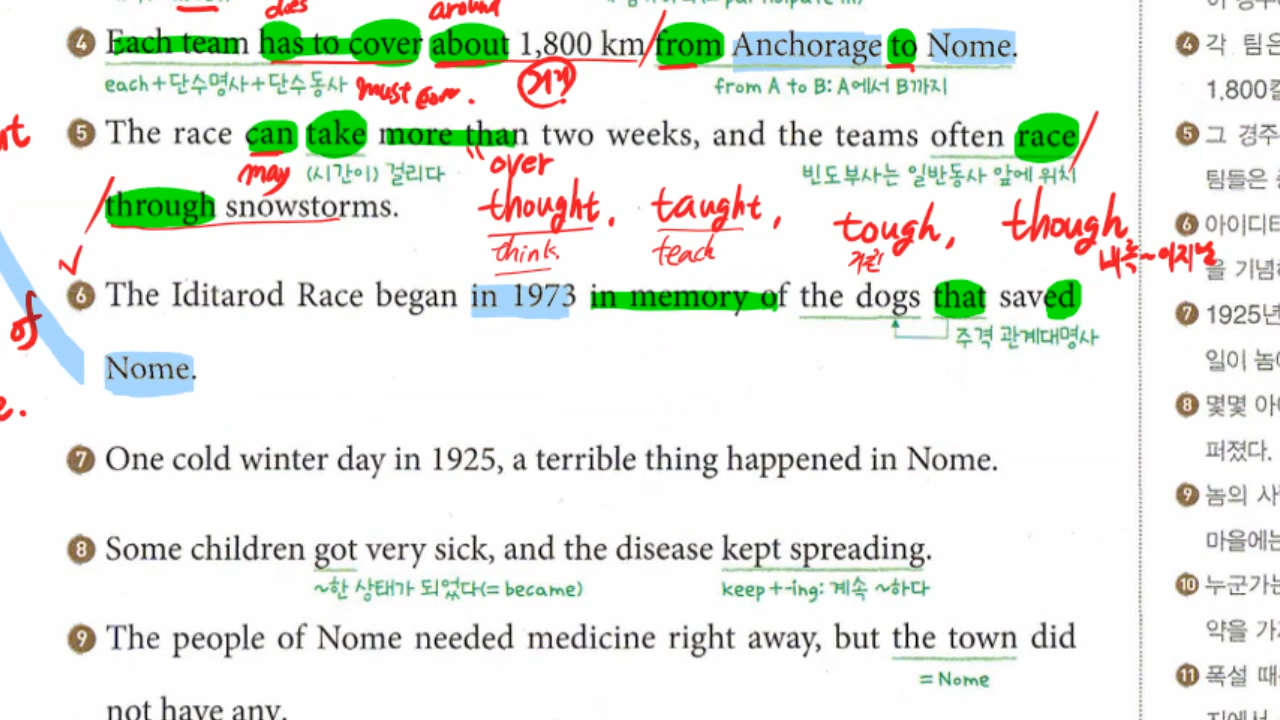 does around
④ Each team has to cover about 1,800 km/from Anchorage to Nome.
each+단수명사+단수동사 must 거리 from A to B: A에서 B까지
⑤ The race can take more than two weeks, and the teams often race/
may (시간이) 걸리다 "over 빈도부사는 일반동사 앞에 위치
/through snowstorms. thought, taught, tough, though
think. teach 거친
⑥ The Iditarod Race began in 1973 in memory of the dogs that saved
of 주격 관계대명사
Nome.
⑦ One cold winter day in 1925, a terrible thing happened in Nome.
⑧ Some children got very sick, and the disease kept spreading.
~한 상태가 되었다(= became) keep+-ing: 계속 ~하다
⑨ The people of Nome needed medicine right away, but the town did
= Nome
not have any.
④ 각 팀은
1,800킬
⑤ 그 경주
팀들은
⑥ 아이디타
을 기념하
⑦ 1925년
일이 놈에
⑧ 몇몇 아이
퍼졌다.
⑨ 놈의 사람
마을에는
⑩ 누군가는
약을 가
⑪ 폭설 때